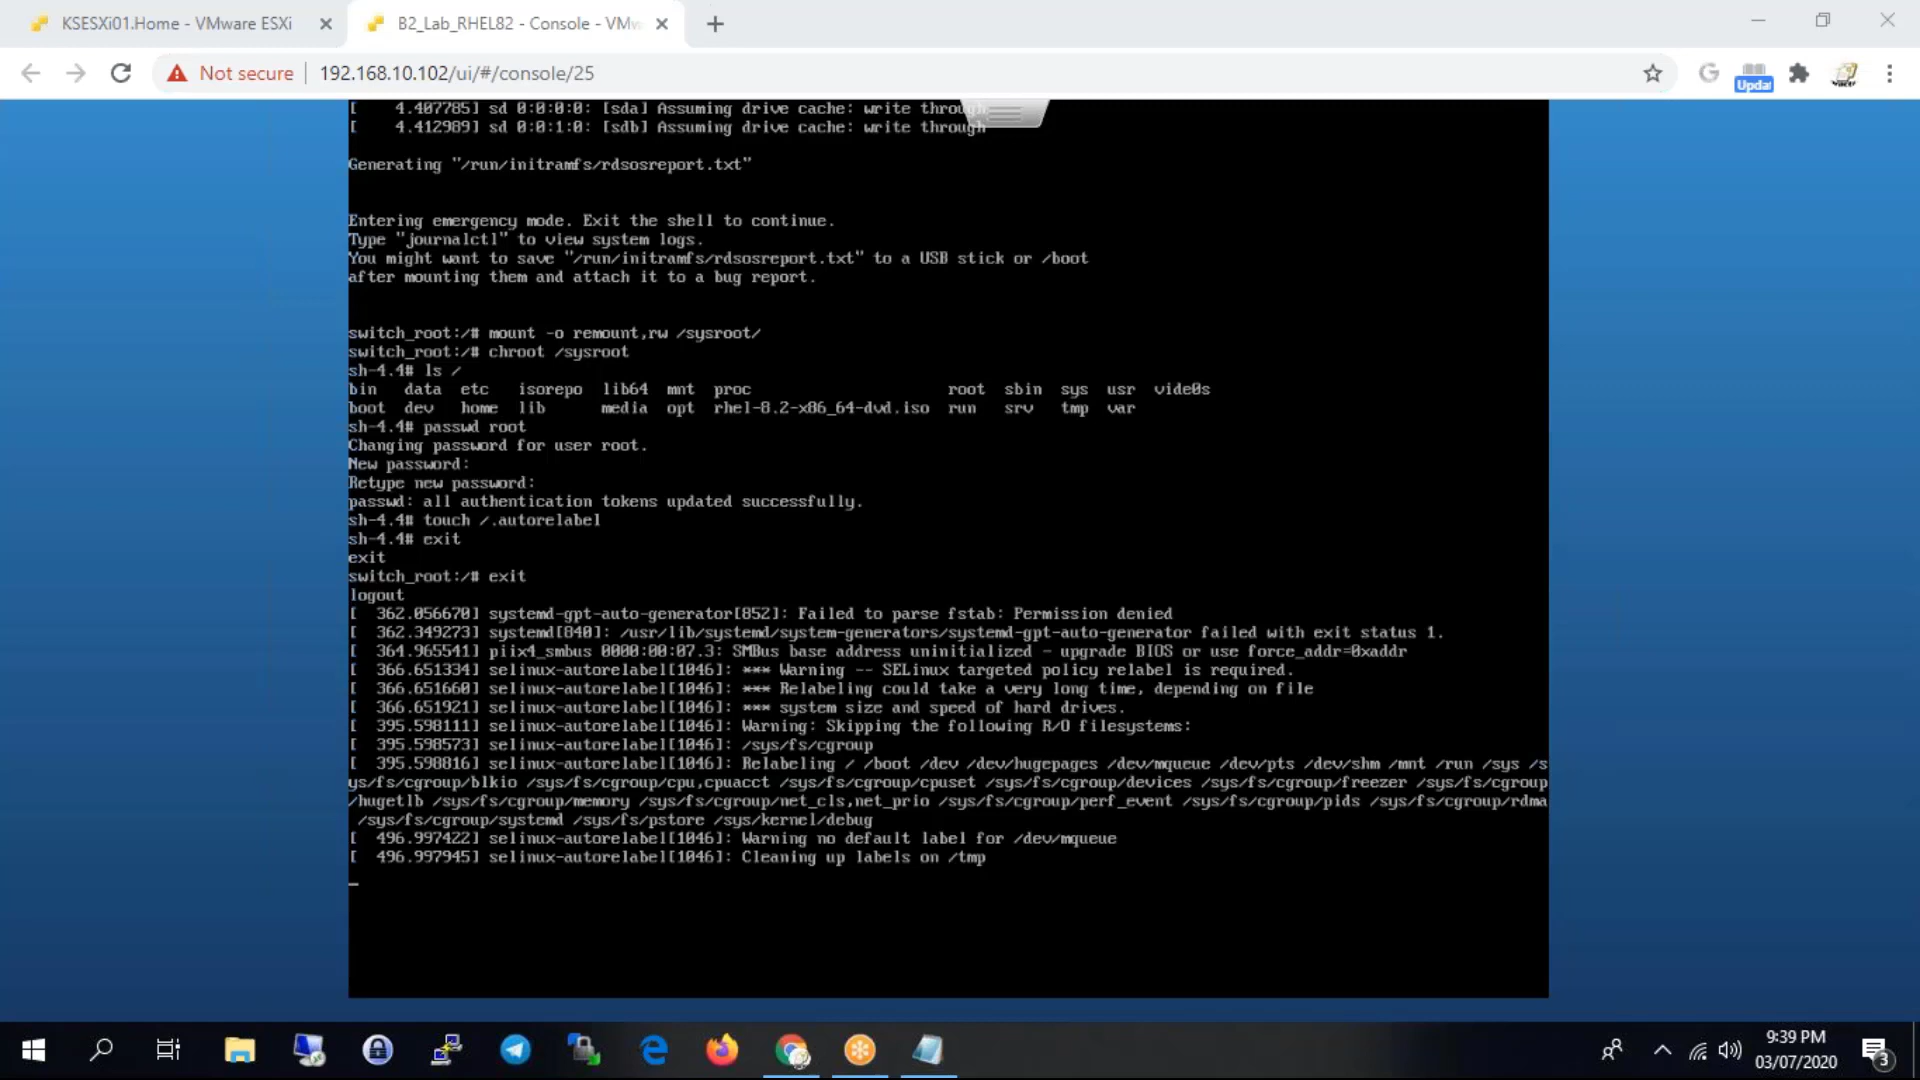 KSESXi01.Home - VMware ESXi
B2_Lab_RHEL82 - Console - VMw
Not secure
192.168.10.102/ui/#/console/25
G
Updat
[    4.407785] sd 0:0:0:0: [sda] Assuming drive cache: write through
[    4.412989] sd 0:0:1:0: [sdb] Assuming drive cache: write through
Generating "/run/initramfs/rdsosreport.txt"
Entering emergency mode. Exit the shell to continue.
Type "journalctl" to view system logs.
You might want to save "/run/initramfs/rdsosreport.txt" to a USB stick or /boot
after mounting them and attach it to a bug report.
switch_root:/# mount -o remount,rw /sysroot/
switch_root:/# chroot /sysroot
sh-4.4# ls /
bin   data  etc   isorepo  lib64  mnt  proc                     root  sbin  sys  usr  vide0s
boot  dev   home  lib      media  opt  rhel-8.2-x86_64-dvd.iso  run   srv   tmp  var
sh-4.4# passwd root
Changing password for user root.
New password:
Retype new password:
passwd: all authentication tokens updated successfully.
sh-4.4# touch /.autorelabel
sh-4.4# exit
exit
switch_root:/# exit
logout
[  362.056670] systemd-gpt-auto-generator[852]: Failed to parse fstab: Permission denied
[  362.349273] systemd[840]: /usr/lib/systemd/system-generators/systemd-gpt-auto-generator failed with exit status 1.
[  364.965541] piix4_smbus 0000:00:07.3: SMBus base address uninitialized - upgrade BIOS or use force_addr=0xaddr
[  366.651334] selinux-autorelabel[1046]: *** Warning -- SELinux targeted policy relabel is required.
[  366.651660] selinux-autorelabel[1046]: *** Relabeling could take a very long time, depending on file
[  366.651921] selinux-autorelabel[1046]: *** system size and speed of hard drives.
[  395.598111] selinux-autorelabel[1046]: Warning: Skipping the following R/O filesystems:
[  395.598573] selinux-autorelabel[1046]: /sys/fs/cgroup
[  395.598816] selinux-autorelabel[1046]: Relabeling / /boot /dev /dev/hugepages /dev/mqueue /dev/pts /dev/shm /mnt /run /sys /s
ys/fs/cgroup/blkio /sys/fs/cgroup/cpu,cpuacct /sys/fs/cgroup/cpuset /sys/fs/cgroup/devices /sys/fs/cgroup/freezer /sys/fs/cgroup
/hugetlb /sys/fs/cgroup/memory /sys/fs/cgroup/net_cls,net_prio /sys/fs/cgroup/perf_event /sys/fs/cgroup/pids /sys/fs/cgroup/rdma
 /sys/fs/cgroup/systemd /sys/fs/pstore /sys/kernel/debug
[  496.997422] selinux-autorelabel[1046]: Warning no default label for /dev/mqueue
[  496.997945] selinux-autorelabel[1046]: Cleaning up labels on /tmp
9:39 PM
03/07/2020
3